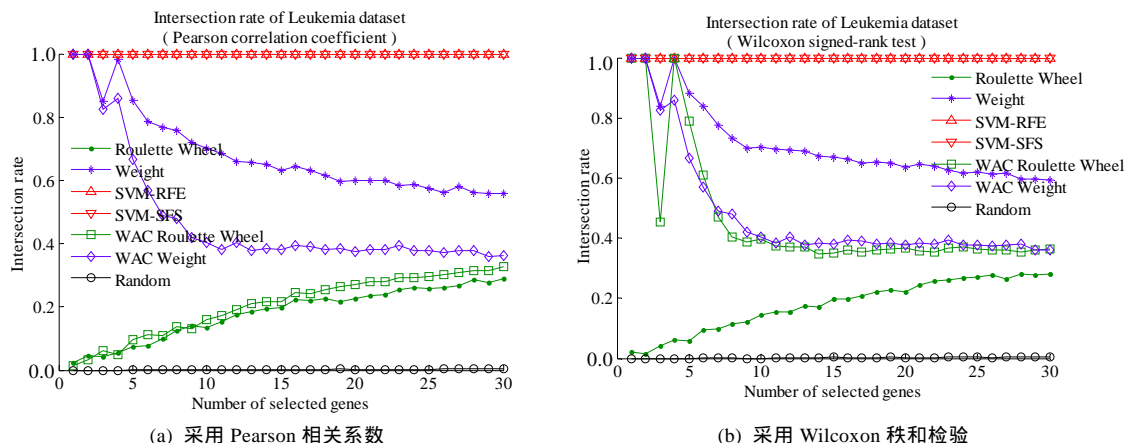 Intersection rate of Leukemia dataset
( Pearson correlation coefficient )
1.0
0.8
0.6
0.4
0.2
0.0
Intersection rate
Roulette Wheel
Weight
SVM-RFE
SVM-SFS
WAC Roulette Wheel
WAC Weight
Random
0 5 10 15 20 25 30
Number of selected genes
(a) 采用 Pearson 相关系数
Intersection rate of Leukemia dataset
( Wilcoxon signed-rank test )
1.0
0.8
0.6
0.4
0.2
0.0
Intersection rate
Roulette Wheel
Weight
SVM-RFE
SVM-SFS
WAC Roulette Wheel
WAC Weight
Random
0 5 10 15 20 25 30
Number of selected genes
(b) 采用 Wilcoxon 秩和检验